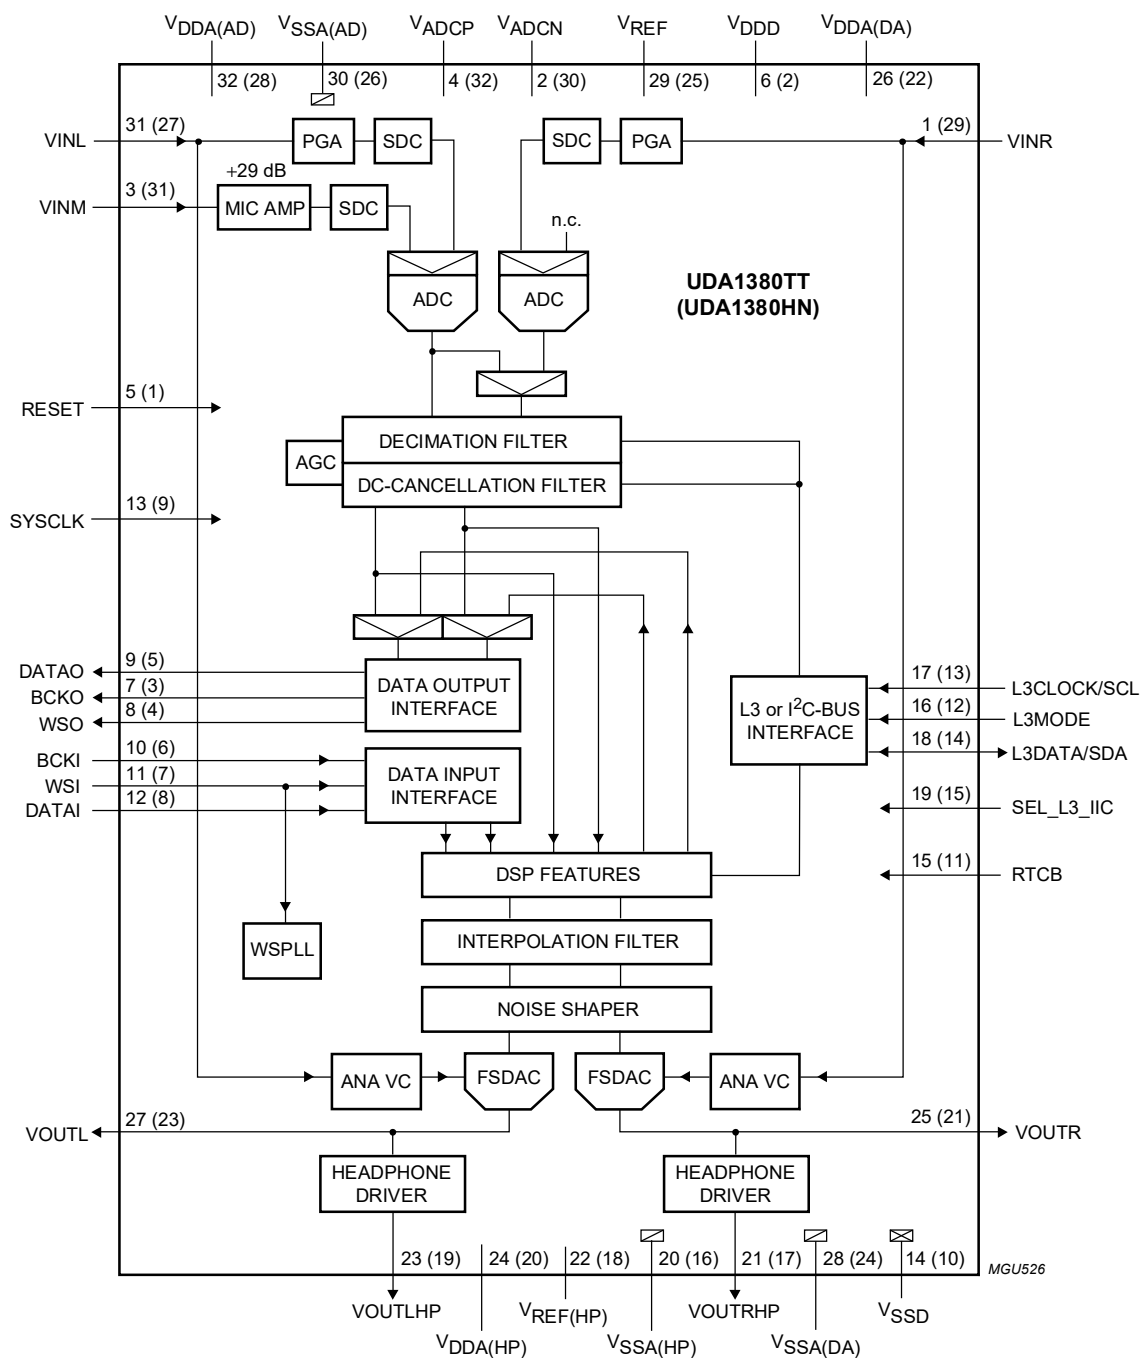 VDDA(AD) VSSA(AD) VADCP VADCN VREF VDDD VDDA(DA)
32 (28) 30 (26) 4 (32) 2 (30) 29 (25) 6 (2) 26 (22)
VINL 31 (27) PGA SDC SDC PGA 1 (29) VINR
+29 dB
VINM 3 (31) MIC AMP SDC n.c.
ADC ADC
UDA1380TT
(UDA1380HN)
RESET 5 (1)
DECIMATION FILTER
AGC
DC-CANCELLATION FILTER
SYSCLK 13 (9)
DATAO 9 (5)
BCKO 7 (3)
WSO 8 (4)
DATA OUTPUT
INTERFACE
L3 or I²C-BUS
INTERFACE
17 (13) L3CLOCK/SCL
16 (12) L3MODE
18 (14) L3DATA/SDA
BCKI 10 (6)
WSI 11 (7)
DATAI 12 (8)
DATA INPUT
INTERFACE
19 (15) SEL_L3_IIC
DSP FEATURES
15 (11) RTCB
WSPLL
INTERPOLATION FILTER
NOISE SHAPER
ANA VC FSDAC FSDAC ANA VC
VOUTL 27 (23) 25 (21) VOUTR
HEADPHONE
DRIVER
HEADPHONE
DRIVER
23 (19) 24 (20) 22 (18) 20 (16) 21 (17) 28 (24) 14 (10)
MGU526
VOUTLHP VREF(HP) VOUTRHP VSSD
VDDA(HP) VSSA(HP) VSSA(DA)